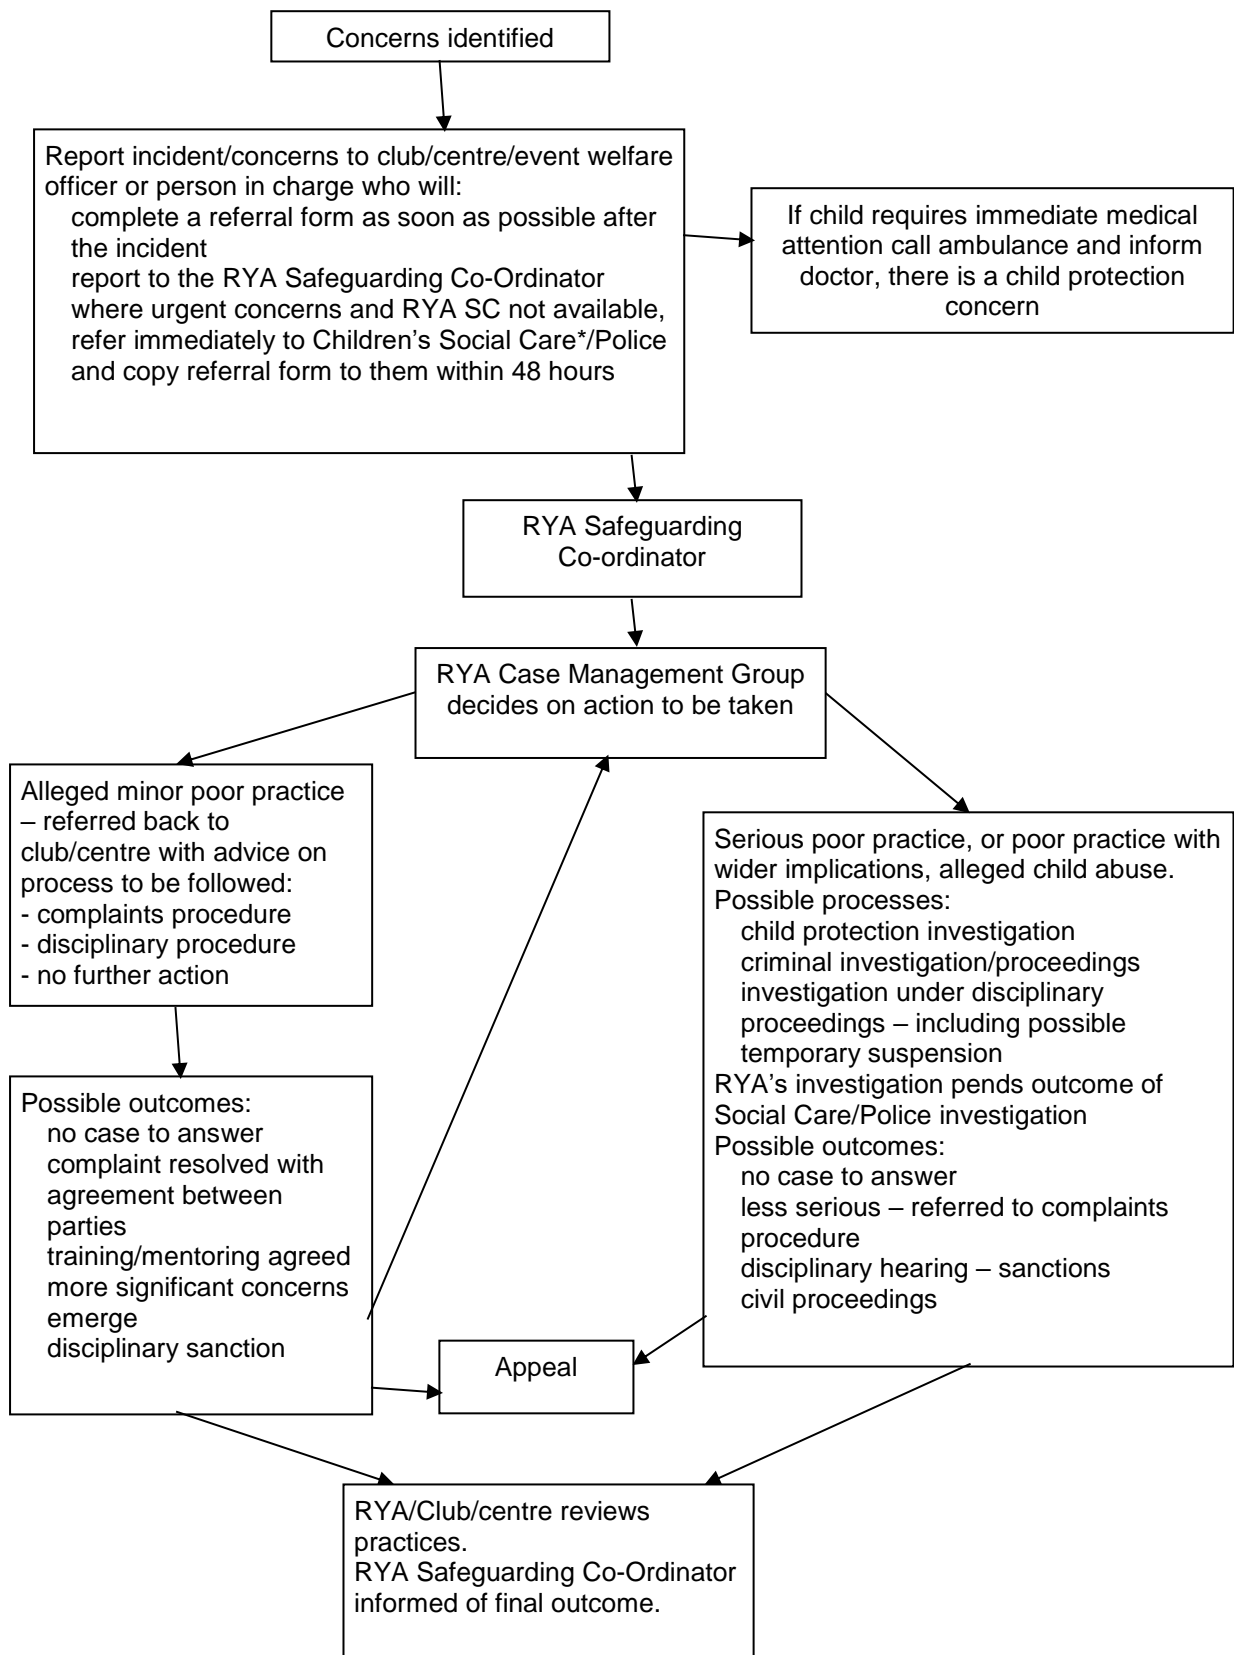 Concerns identified
Report incident/concerns to club/centre/event welfare
officer or person in charge who will:
complete a referral form as soon as possible after
the incident
report to the RYA Safeguarding Co-Ordinator
where urgent concerns and RYA SC not available,
refer immediately to Children’s Social Care*/Police
and copy referral form to them within 48 hours
If child requires immediate medical
attention call ambulance and inform
doctor, there is a child protection
concern
RYA Safeguarding
Co-ordinator
RYA Case Management Group
decides on action to be taken
Alleged minor poor practice
– referred back to
club/centre with advice on
process to be followed:
- complaints procedure
- disciplinary procedure
- no further action
Serious poor practice, or poor practice with
wider implications, alleged child abuse.
Possible processes:
child protection investigation
criminal investigation/proceedings
investigation under disciplinary
proceedings – including possible
temporary suspension
RYA’s investigation pends outcome of
Social Care/Police investigation
Possible outcomes:
no case to answer
less serious – referred to complaints
procedure
disciplinary hearing – sanctions
civil proceedings
Possible outcomes:
no case to answer
complaint resolved with
agreement between
parties
training/mentoring agreed
more significant concerns
emerge
disciplinary sanction
Appeal
RYA/Club/centre reviews
practices.
RYA Safeguarding Co-Ordinator
informed of final outcome.